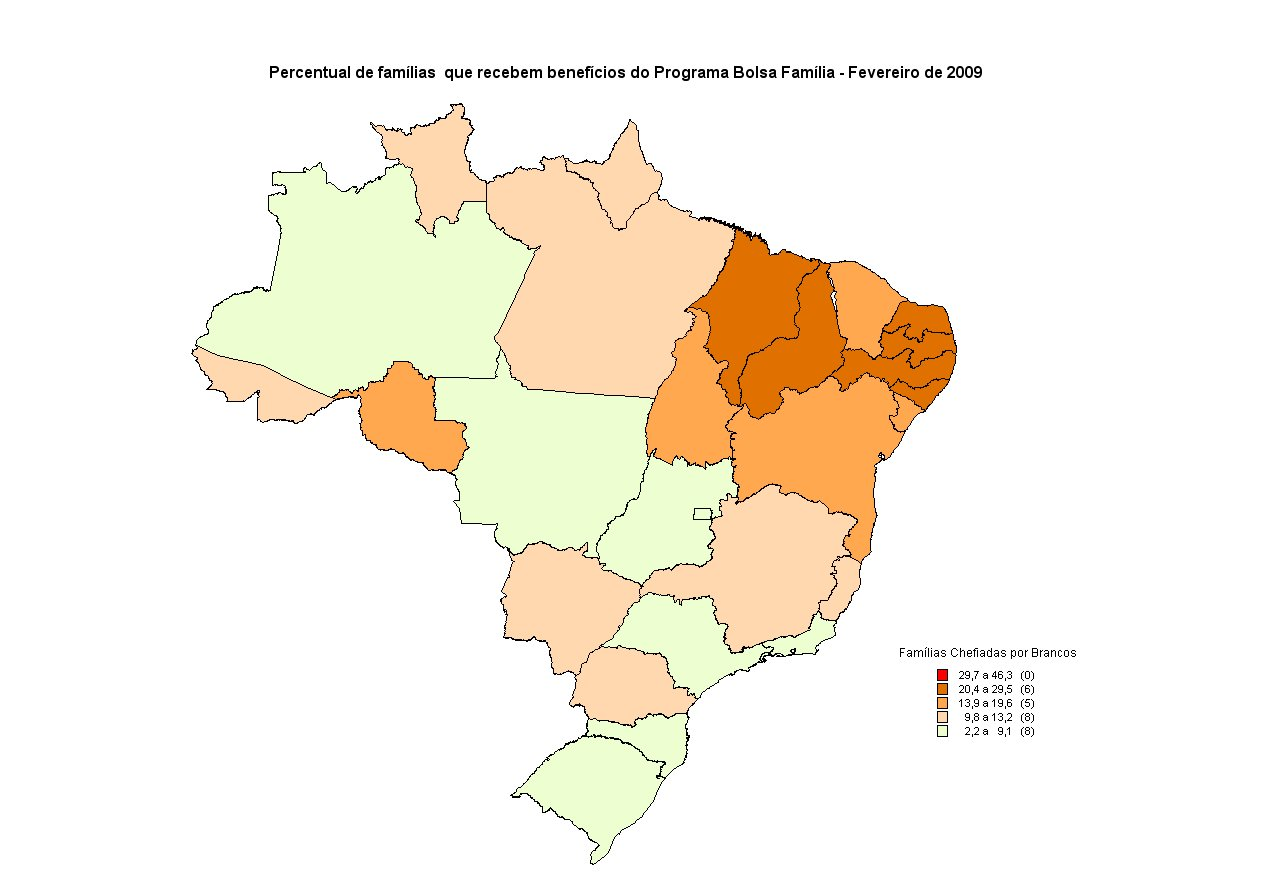 Percentual de famílias  que recebem benefícios do Programa Bolsa Família - Fevereiro de 2009
Famílias Chefiadas por Brancos
29,7 a 46,3 (0)
20,4 a 29,5 (6)
13,9 a 19,6 (5)
9,8 a 13,2 (8)
2,2 a 9,1 (8)